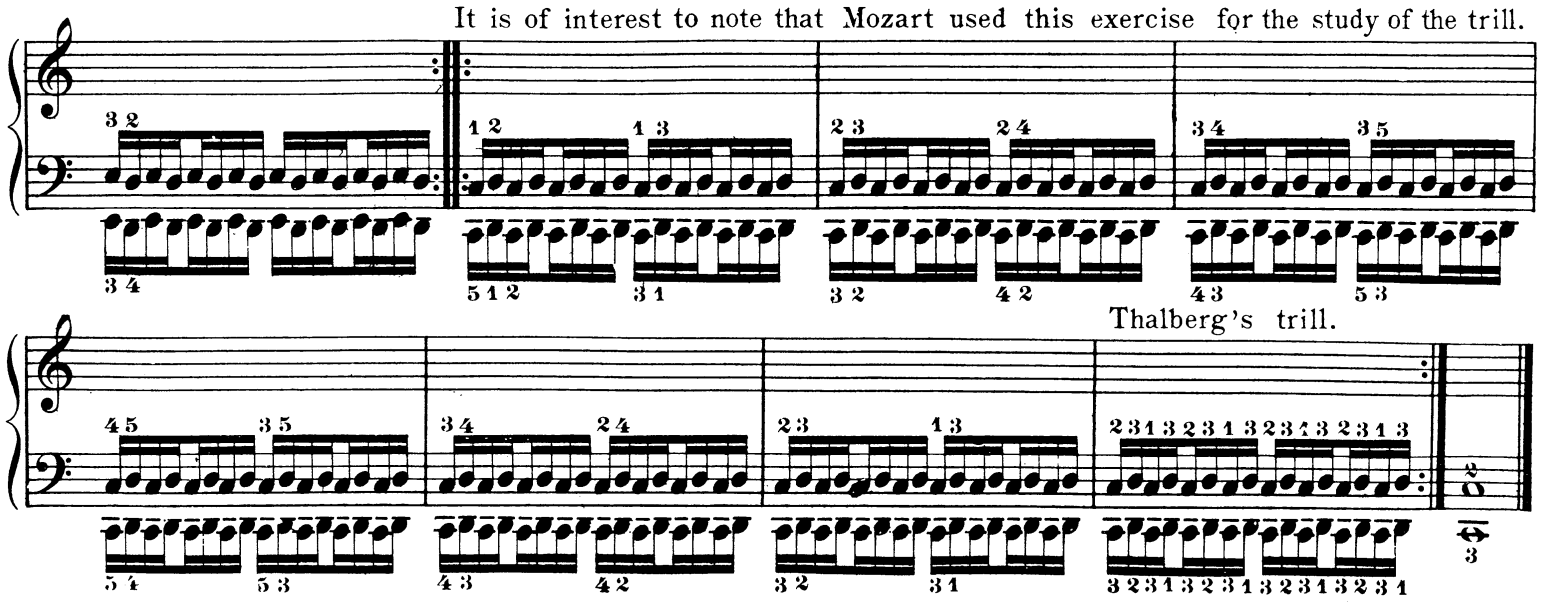 It is of interest to note that Mozart used this exercise for the study of the trill.
3 2 1 2 1 3 2 3 2 4 3 4 3 5
3 4 5 1 2 3 1 3 2 4 2 4 3 5 3
Thalberg's trill.
4 5 3 5 3 4 2 4 2 3 1 3 2 3 1 3 2 3 1 3 2 3 1 3 2 3 1 3 2
5 4 5 3 4 3 4 2 3 2 3 1 3 2 3 1 3 2 3 1 3 2 3 1 3 2 3 1 3